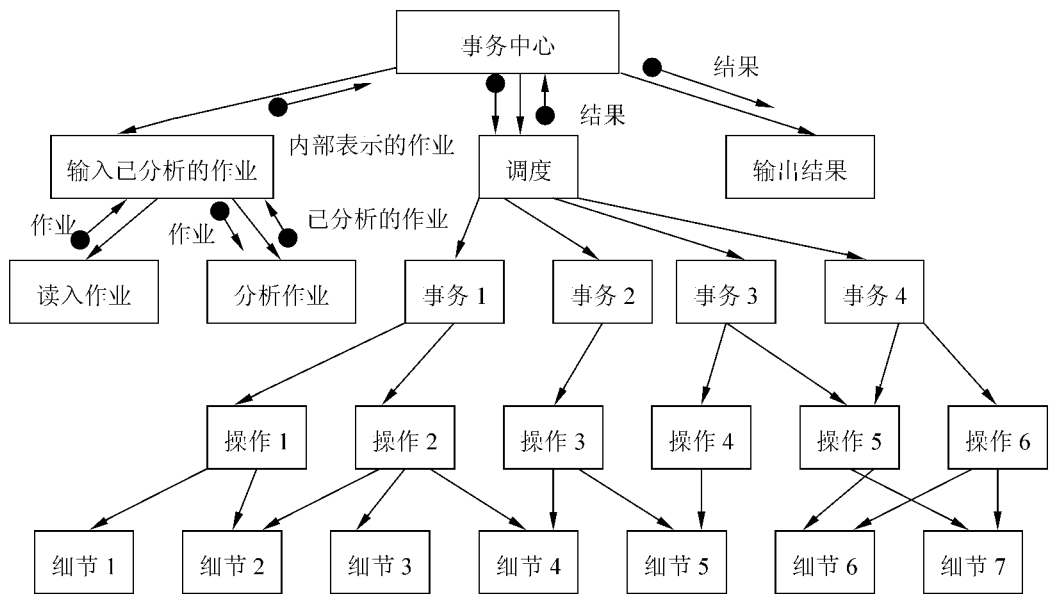 事务中心
结果
结果
内部表示的作业
输入已分析的作业
调度
输出结果
作业
作业
已分析的作业
读入作业
分析作业
事务 1
事务 2
事务 3
事务 4
操作 1
操作 2
操作 3
操作 4
操作 5
操作 6
细节 1
细节 2
细节 3
细节 4
细节 5
细节 6
细节 7